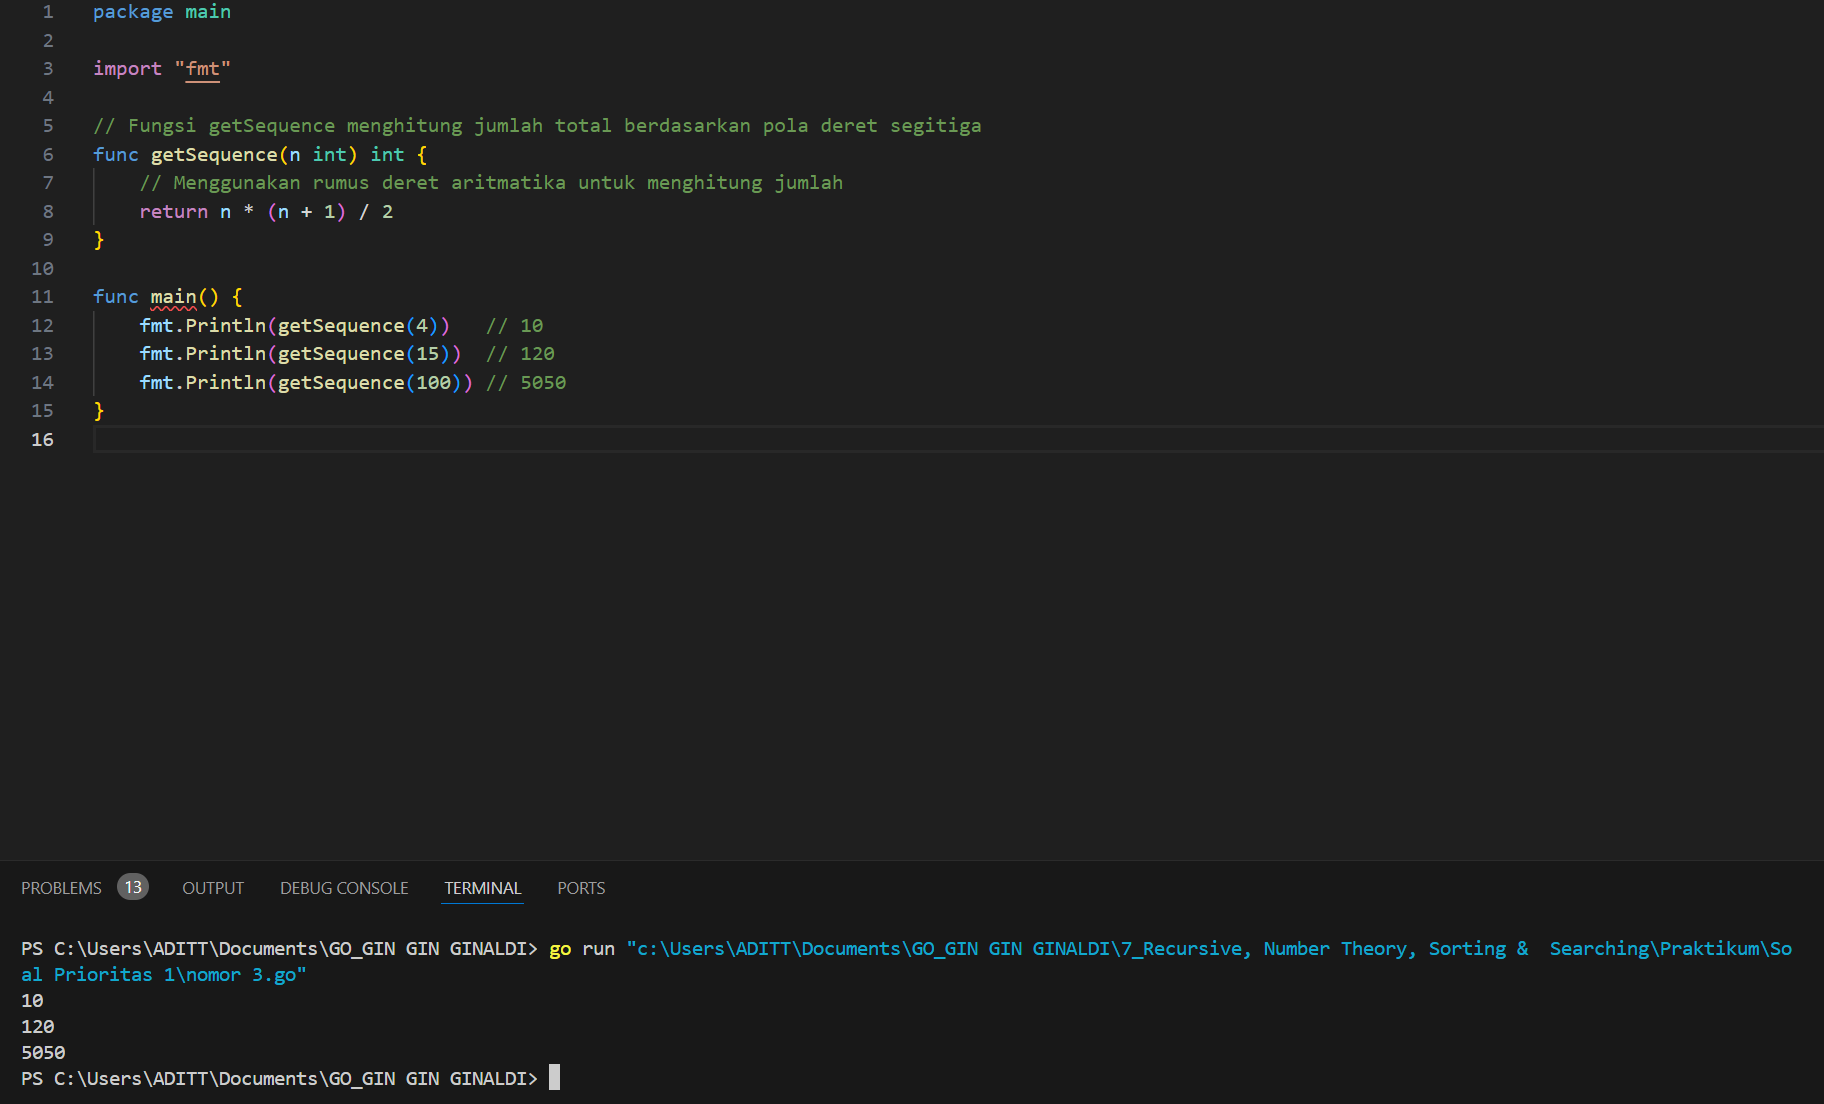 1 package main
2
3 import "fmt"
4
5 // Fungsi getSequence menghitung jumlah total berdasarkan pola deret segitiga
6 func getSequence(n int) int {
7     // Menggunakan rumus deret aritmatika untuk menghitung jumlah
8     return n * (n + 1) / 2
9 }
10
11 func main() {
12     fmt.Println(getSequence(4))   // 10
13     fmt.Println(getSequence(15))  // 120
14     fmt.Println(getSequence(100)) // 5050
15 }
16
PROBLEMS 13 OUTPUT DEBUG CONSOLE TERMINAL PORTS
PS C:\Users\ADITT\Documents\GO_GIN GIN GINALDI> go run "c:\Users\ADITT\Documents\GO_GIN GIN GINALDI\7_Recursive, Number Theory, Sorting &  Searching\Praktikum\So
al Prioritas 1\nomor 3.go"
10
120
5050
PS C:\Users\ADITT\Documents\GO_GIN GIN GINALDI>